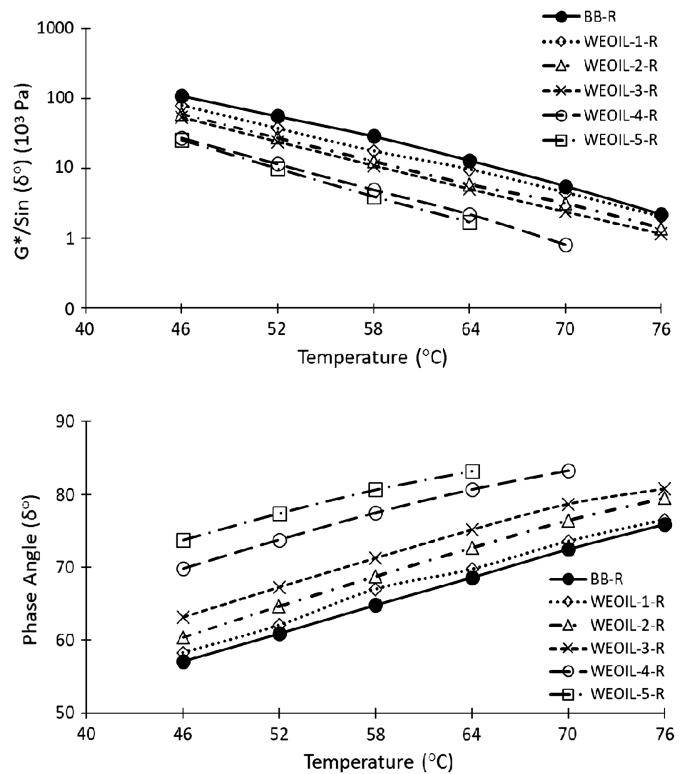 1000
100
10
1
0
G*/Sin (δ°) (10³ Pa)
BB-R
WEOIL-1-R
WEOIL-2-R
WEOIL-3-R
WEOIL-4-R
WEOIL-5-R
40 46 52 58 64 70 76
Temperature (°C)
90
80
70
60
50
Phase Angle (δ°)
BB-R
WEOIL-1-R
WEOIL-2-R
WEOIL-3-R
WEOIL-4-R
WEOIL-5-R
40 46 52 58 64 70 76
Temperature (°C)